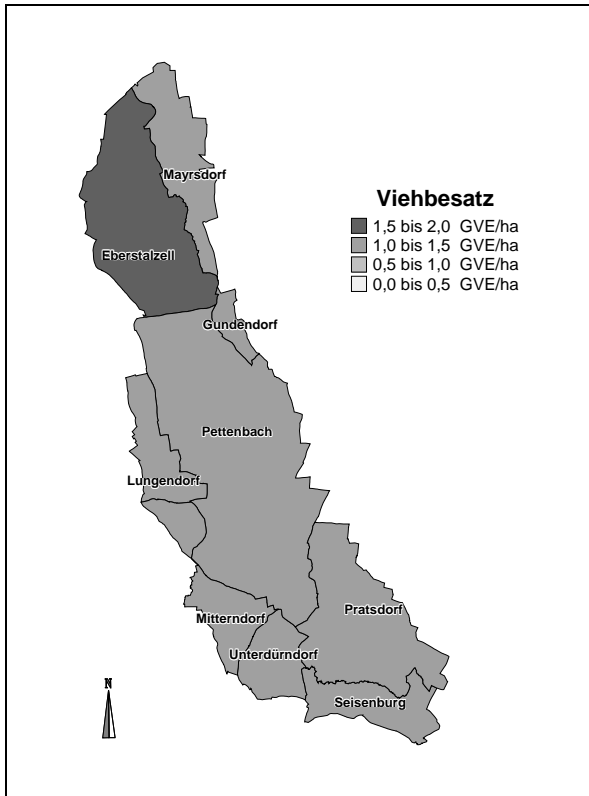 Mayrsdorf
Viehbesatz
1,5 bis 2,0 GVE/ha
1,0 bis 1,5 GVE/ha
0,5 bis 1,0 GVE/ha
0,0 bis 0,5 GVE/ha
Eberstalzell
Gundendorf
Pettenbach
Lungendorf
Pratsdorf
Mitterndorf
Unterdürndorf
Seisenburg
N